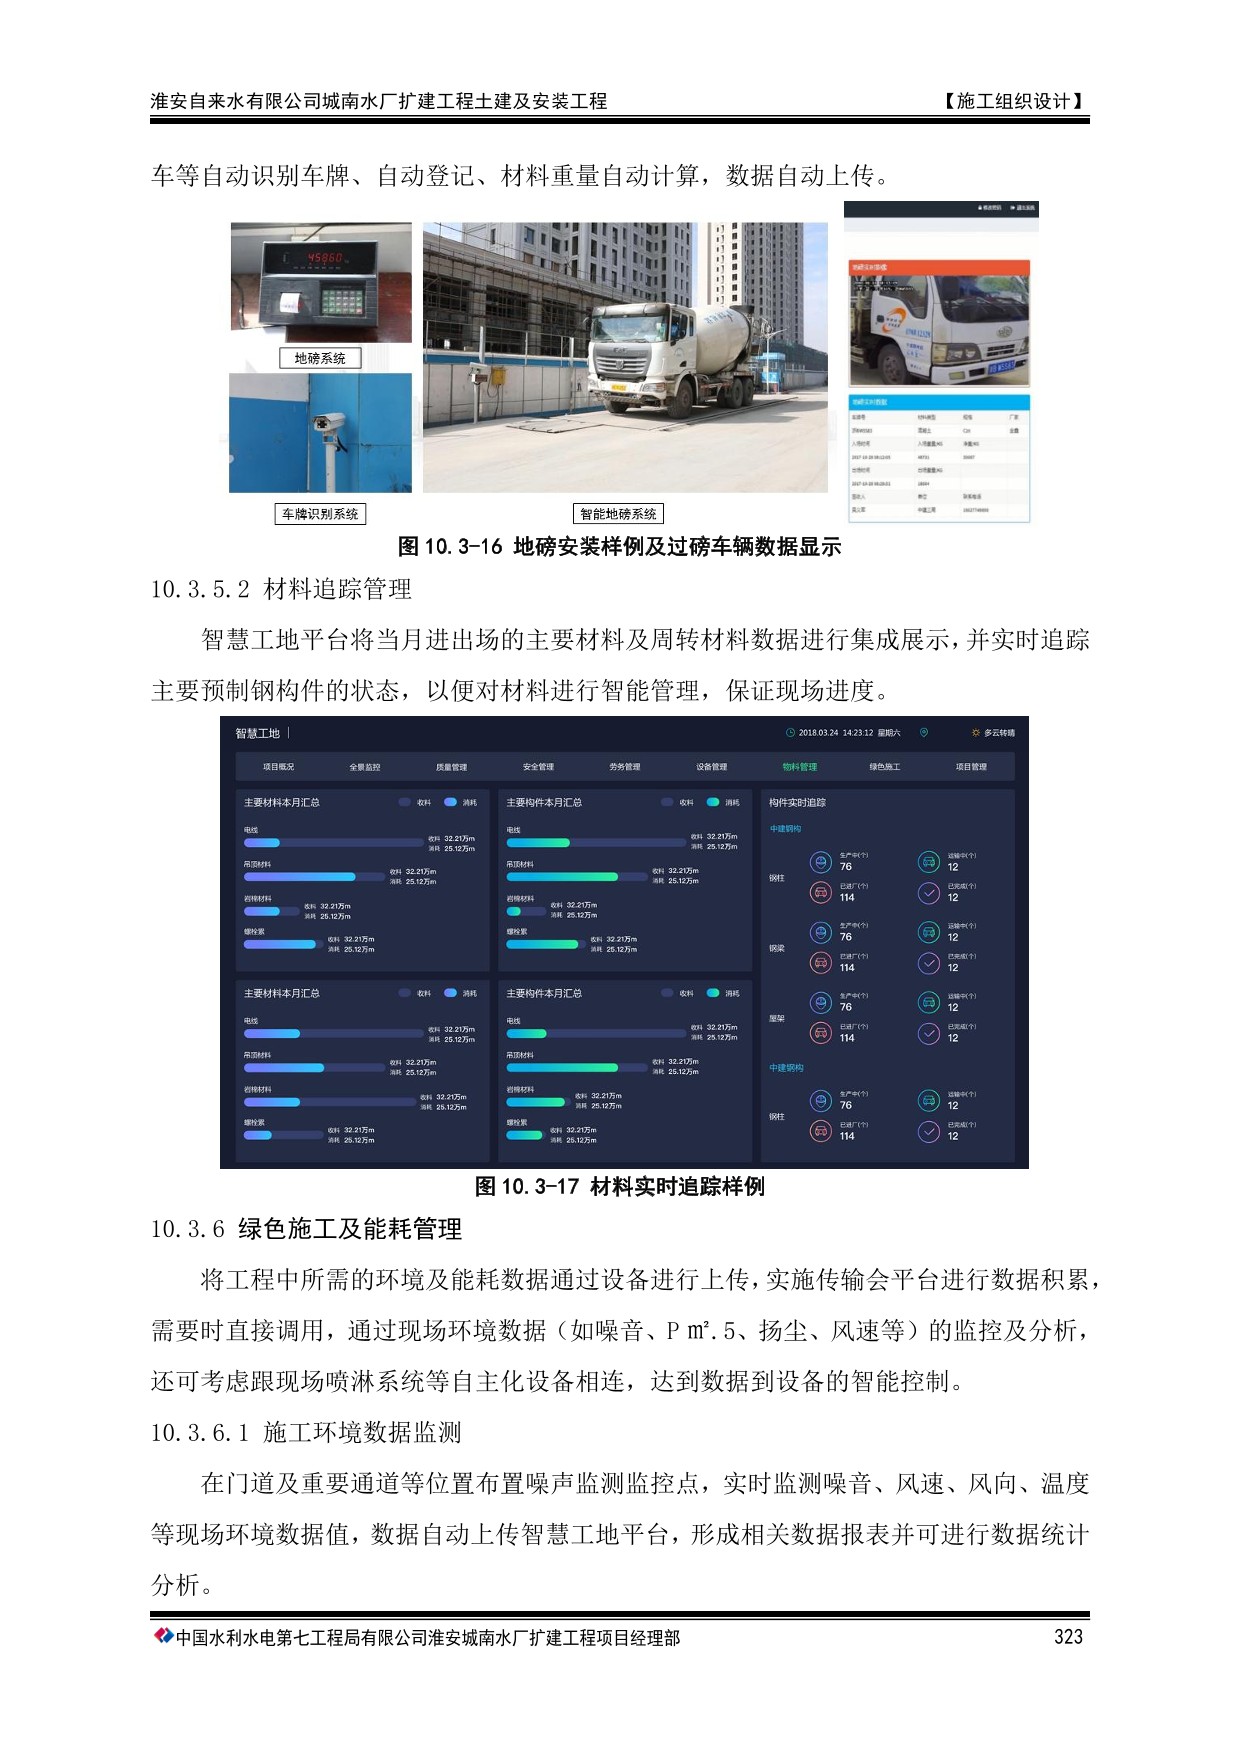 淮安自来水有限公司城南水厂扩建工程土建及安装工程 【施工组织设计】
车等自动识别车牌、自动登记、材料重量自动计算，数据自动上传。
45860
地磅系统
车牌识别系统
智能地磅系统
图 10.3-16 地磅安装样例及过磅车辆数据显示
10.3.5.2 材料追踪管理
智慧工地平台将当月进出场的主要材料及周转材料数据进行集成展示，并实时追踪
主要预制钢构件的状态，以便对材料进行智能管理，保证现场进度。
智慧工地 2018.03.24 14:23:12 星期六 多云转晴
项目概况 全景监控 质量管理 安全管理 劳务管理 设备管理 物料管理 绿色施工 项目管理
主要材料本月汇总 收料 消耗
电线
收料 32.21万m
消耗 25.12万m
吊顶材料
收料 32.21万m
消耗 25.12万m
岩棉材料
收料 32.21万m
消耗 25.12万m
螺栓累
收料 32.21万m
消耗 25.12万m
主要构件本月汇总 收料 消耗
电线
收料 32.21万m
消耗 25.12万m
吊顶材料
收料 32.21万m
消耗 25.12万m
岩棉材料
收料 32.21万m
消耗 25.12万m
螺栓累
收料 32.21万m
消耗 25.12万m
主要材料本月汇总 收料 消耗
电线
收料 32.21万m
消耗 25.12万m
吊顶材料
收料 32.21万m
消耗 25.12万m
岩棉材料
收料 32.21万m
消耗 25.12万m
螺栓累
收料 32.21万m
消耗 25.12万m
主要构件本月汇总 收料 消耗
电线
收料 32.21万m
消耗 25.12万m
吊顶材料
收料 32.21万m
消耗 25.12万m
岩棉材料
收料 32.21万m
消耗 25.12万m
螺栓累
收料 32.21万m
消耗 25.12万m
构件实时追踪
中建钢构
钢柱
生产中(个) 运输中(个)
76 12
已进厂(个) 已完成(个)
114 12
钢梁
生产中(个) 运输中(个)
76 12
已进厂(个) 已完成(个)
114 12
屋架
生产中(个) 运输中(个)
76 12
已进厂(个) 已完成(个)
114 12
中建钢构
钢柱
生产中(个) 运输中(个)
76 12
已进厂(个) 已完成(个)
114 12
图 10.3-17 材料实时追踪样例
10.3.6 绿色施工及能耗管理
将工程中所需的环境及能耗数据通过设备进行上传，实施传输会平台进行数据积累，
需要时直接调用，通过现场环境数据（如噪音、P㎡.5、扬尘、风速等）的监控及分析，
还可考虑跟现场喷淋系统等自主化设备相连，达到数据到设备的智能控制。
10.3.6.1 施工环境数据监测
在门道及重要通道等位置布置噪声监测监控点，实时监测噪音、风速、风向、温度
等现场环境数据值，数据自动上传智慧工地平台，形成相关数据报表并可进行数据统计
分析。
中国水利水电第七工程局有限公司淮安城南水厂扩建工程项目经理部 323